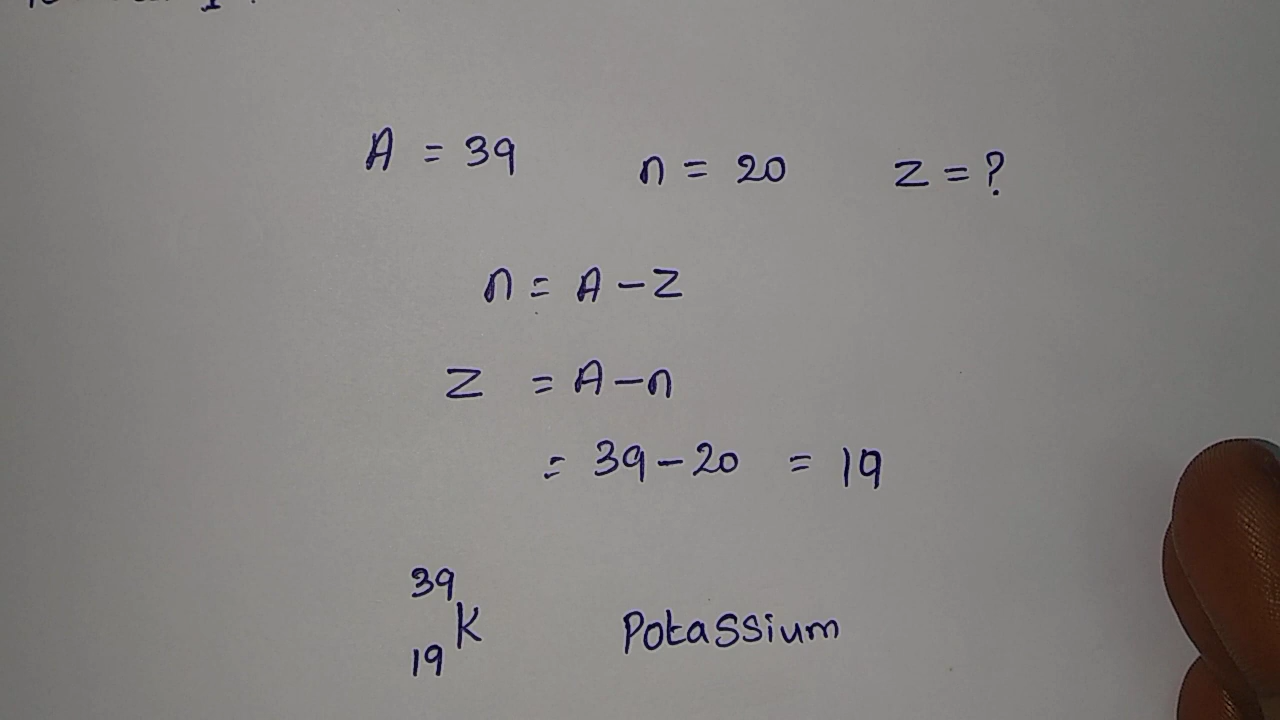 A = 39 n = 20 Z = ?
n = A - Z
Z = A - n
= 39 - 20 = 19
39
K Potassium
19